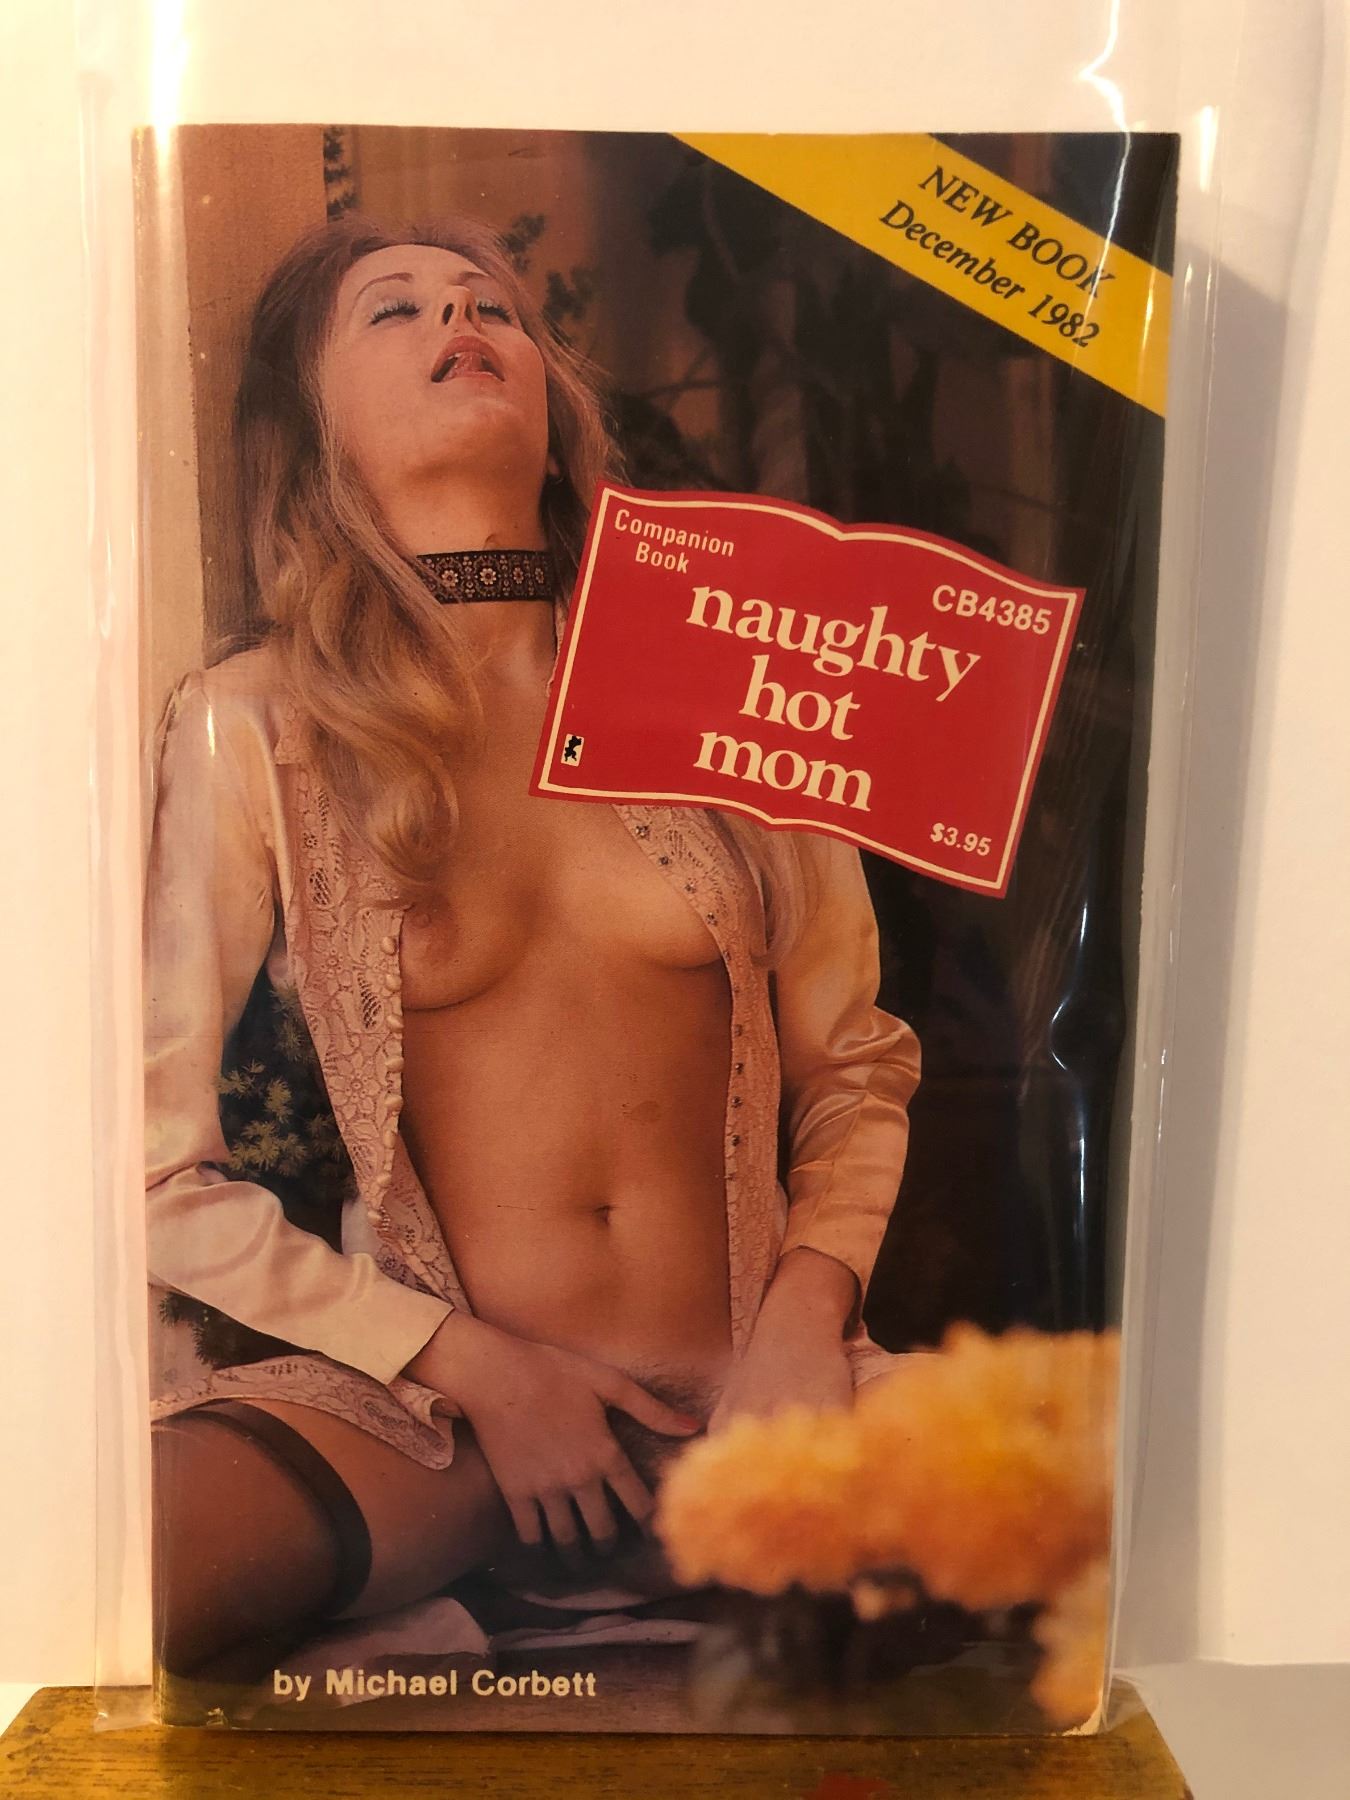 NEW BOOK
December 1982
Companion
Book
CB4385
naughty
hot
mom
$3.95
by Michael Corbett